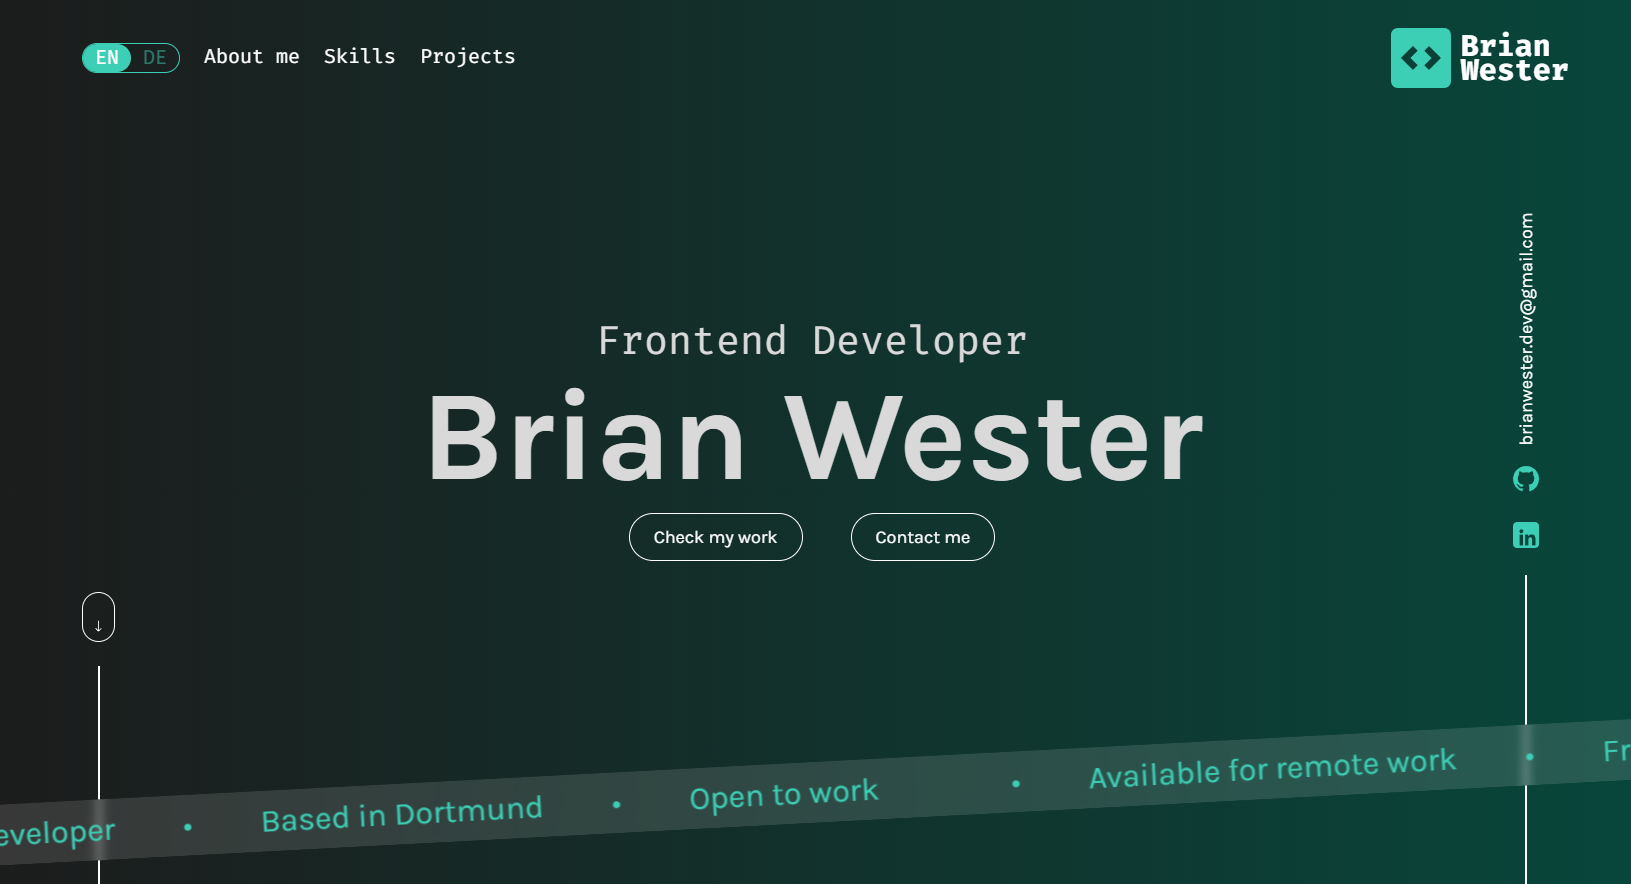 EN DE About me Skills Projects
Brian
Wester
brianwester.dev@gmail.com
Frontend Developer
Brian Wester
Check my work Contact me
in
eveloper • Based in Dortmund • Open to work • Available for remote work • Fr